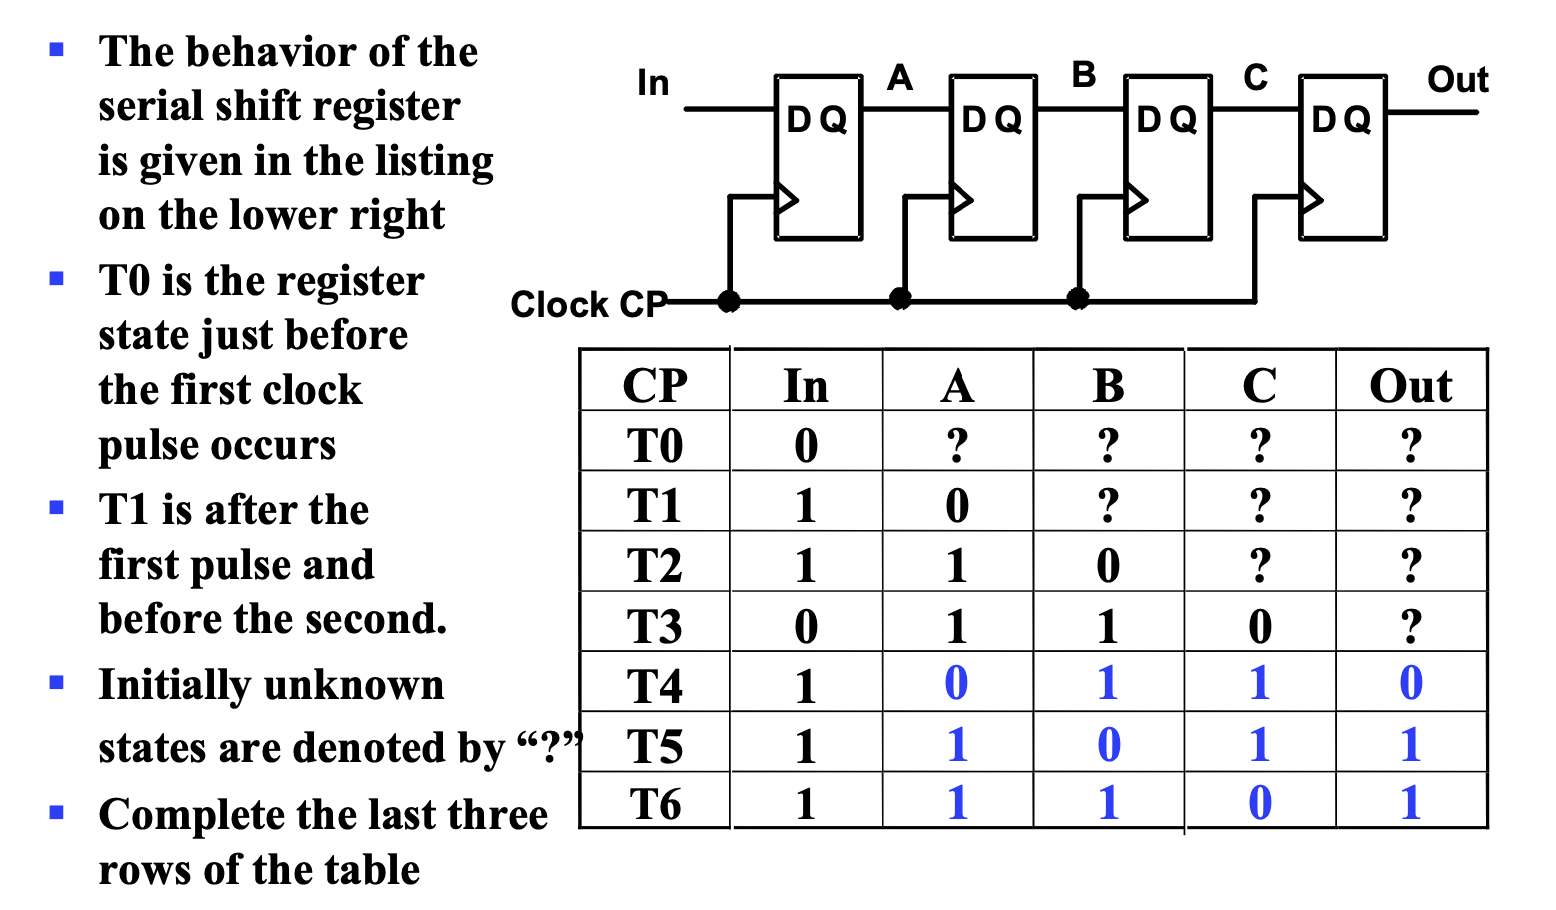 ▪ The behavior of the
serial shift register
is given in the listing
on the lower right
▪ T0 is the register
state just before
the first clock
pulse occurs
▪ T1 is after the
first pulse and
before the second.
▪ Initially unknown
states are denoted by “?”
▪ Complete the last three
rows of the table
In A B C Out
D Q D Q D Q D Q
Clock CP
CP In A B C Out
T0 0 ? ? ? ?
T1 1 0 ? ? ?
T2 1 1 0 ? ?
T3 0 1 1 0 ?
T4 1 0 1 1 0
T5 1 1 0 1 1
T6 1 1 1 0 1